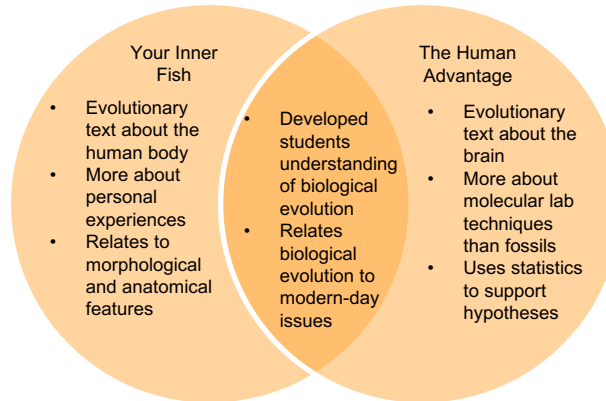 Your Inner
Fish
• Evolutionary
text about the
human body
• More about
personal
experiences
• Relates to
morphological
and anatomical
features
• Developed
students
understanding
of biological
evolution
• Relates
biological
evolution to
modern-day
issues
The Human
Advantage
• Evolutionary
text about the
brain
• More about
molecular lab
techniques
than fossils
• Uses statistics
to support
hypotheses